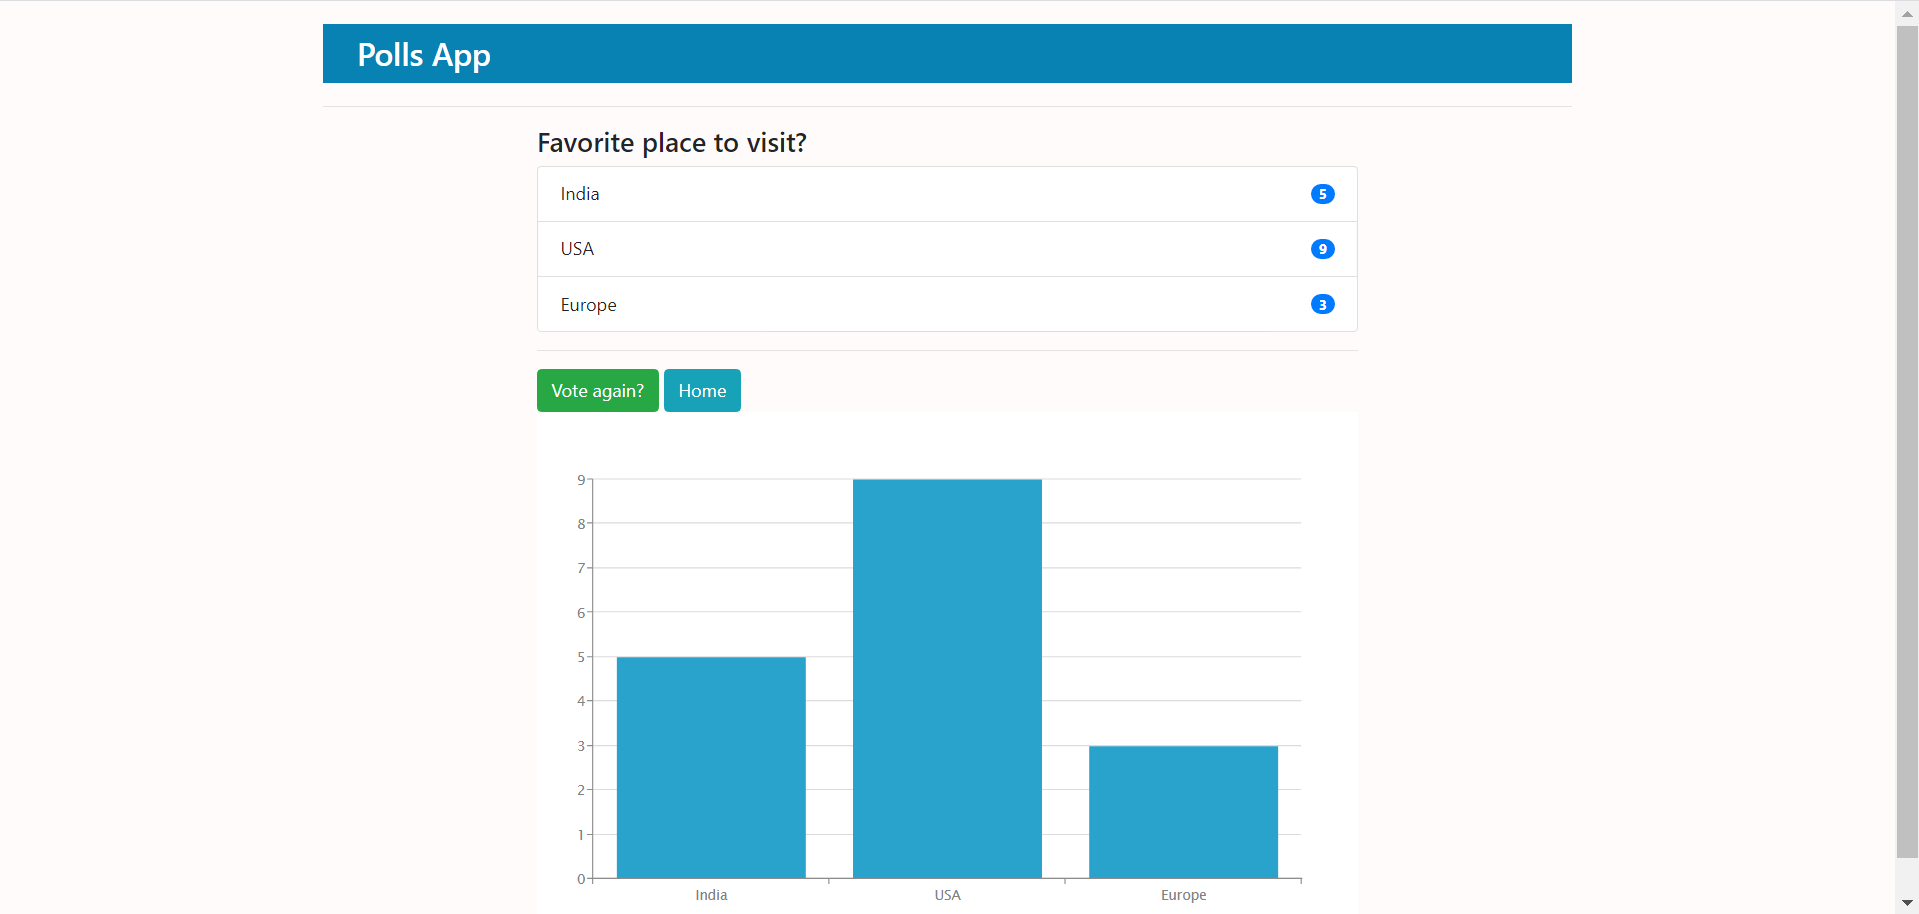 Polls App
Favorite place to visit?
India 5
USA 9
Europe 3
Vote again? Home
9
8
7
6
5
4
3
2
1
0
India USA Europe